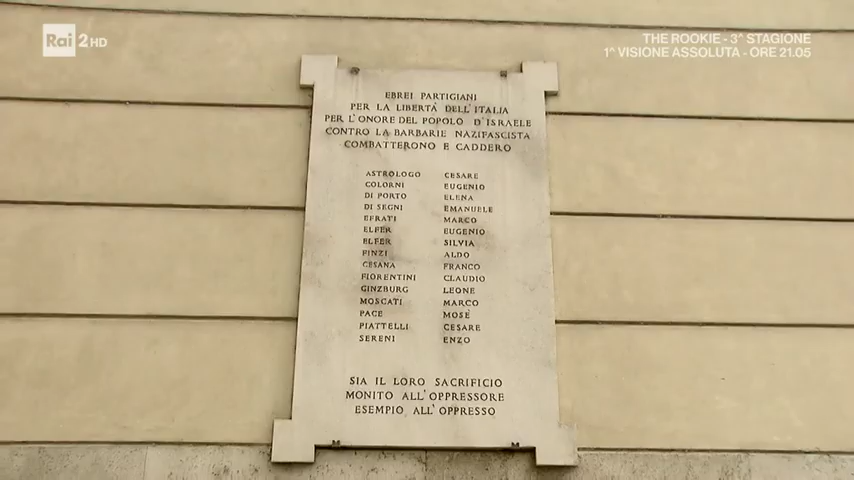 Rai 2 HD
THE ROOKIE - 3^ STAGIONE
1^ VISIONE ASSOLUTA - ORE 21.05
EBREI PARTIGIANI
PER LA LIBERTÀ DELL'ITALIA
PER L'ONORE DEL POPOLO D'ISRAELE
CONTRO LA BARBARIE NAZIFASCISTA
COMBATTERONO E CADDERO
ASTROLOGO CESARE
COLORNI EUGENIO
DI PORTO ELENA
DI SEGNI EMANUELE
EFRATI MARCO
ELFER EUGENIO
ELFER SILVIA
FINZI ALDO
CESANA FRANCO
FIORENTINI CLAUDIO
GINZBURG LEONE
MOSCATI MARCO
PACE MOSÈ
PIATTELLI CESARE
SERENI ENZO
SIA IL LORO SACRIFICIO
MONITO ALL'OPPRESSORE
ESEMPIO ALL'OPPRESSO